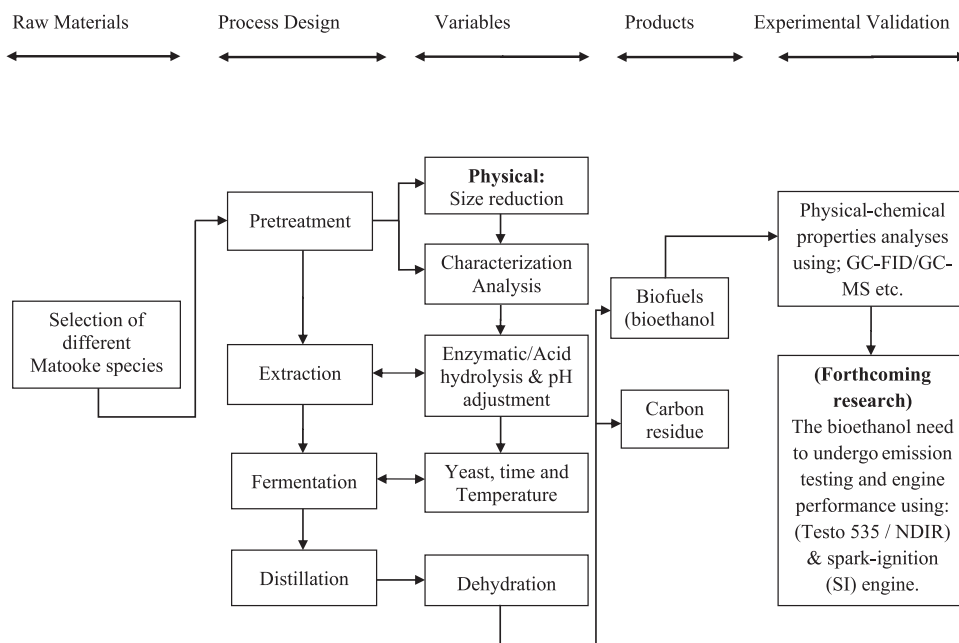 Raw Materials
Process Design
Variables
Products
Experimental Validation
Selection of
different
Matooke species
Pretreatment
Extraction
Fermentation
Distillation
Physical:
Size reduction
Characterization
Analysis
Enzymatic/Acid
hydrolysis & pH
adjustment
Yeast, time and
Temperature
Dehydration
Biofuels
(bioethanol
Carbon
residue
Physical-chemical
properties analyses
using; GC-FID/GC-
MS etc.
(Forthcoming
research)
The bioethanol need
to undergo emission
testing and engine
performance using:
(Testo 535 / NDIR)
& spark-ignition
(SI) engine.